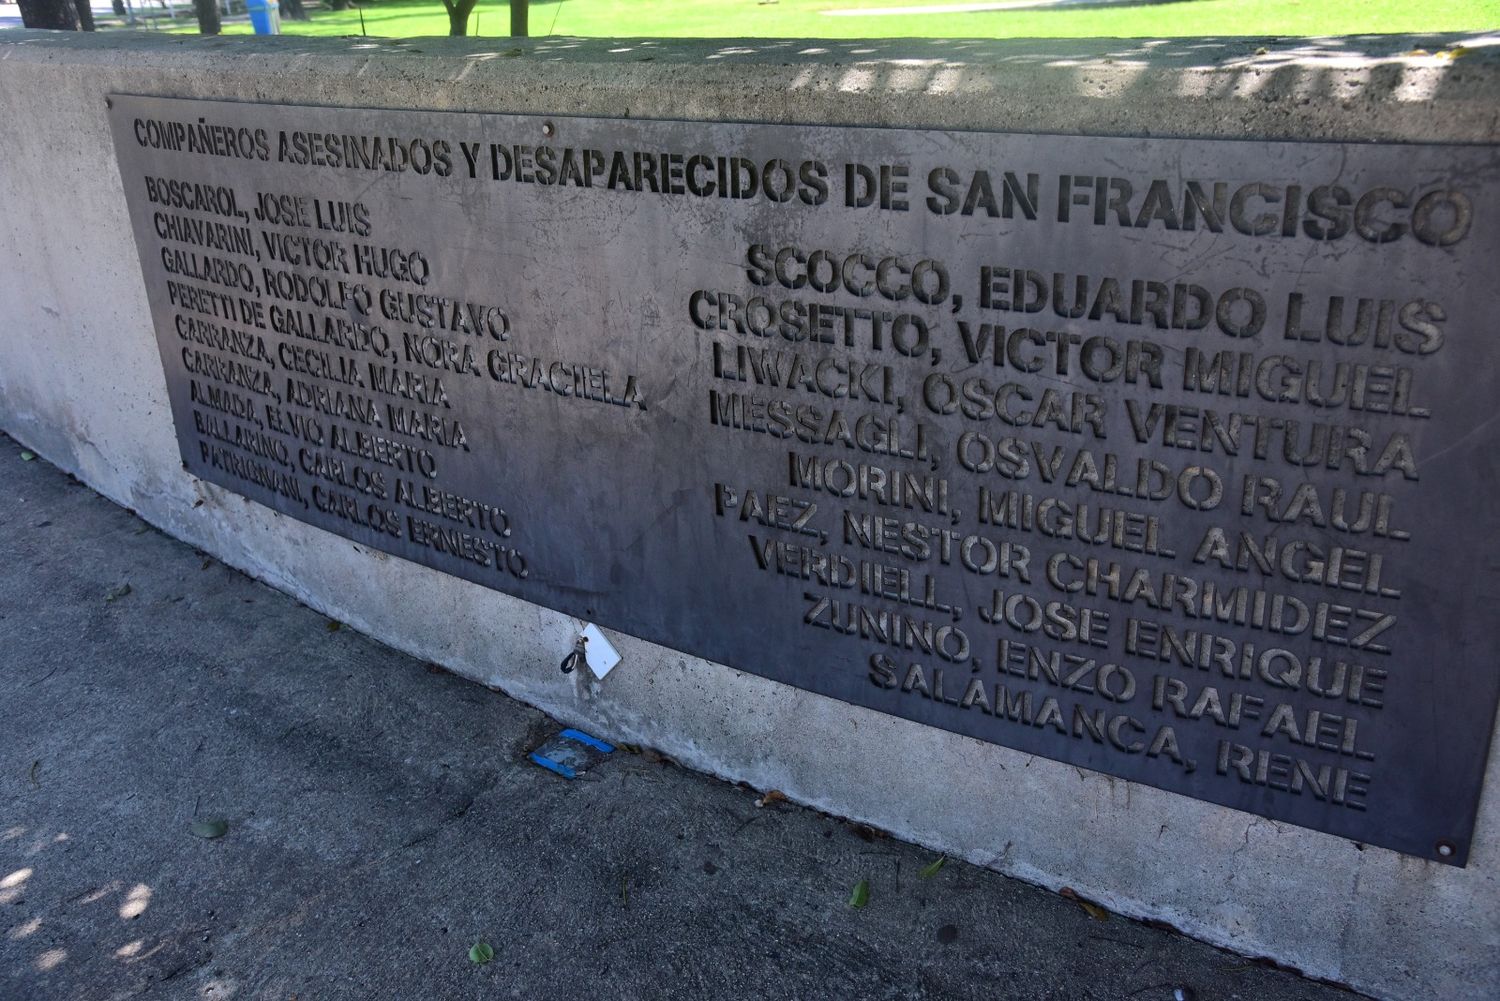 COMPAÑEROS ASESINADOS Y DESAPARECIDOS DE SAN FRANCISCO
BOSCAROL, JOSE LUIS
CHIAVARINI, VICTOR HUGO
GALLARDO, RODOLFO GUSTAVO
PERETTI DE GALLARDO, NORA GRACIELA
CARRANZA, CECILIA MARIA
CARRANZA, ADRIANA MARIA
ALMADA, ELVIO ALBERTO
BALLARINO, CARLOS ALBERTO
PATRIGNANI, CARLOS ERNESTO
SCOCCO, EDUARDO LUIS
CROSETTO, VICTOR MIGUEL
LIWACKI, OSCAR VENTURA
MESSAGLI, OSVALDO RAUL
MORINI, MIGUEL ANGEL
PAEZ, NESTOR CHARMIDEZ
VERDIELL, JOSE ENRIQUE
ZUNINO, ENZO RAFAEL
SALAMANCA, RENE